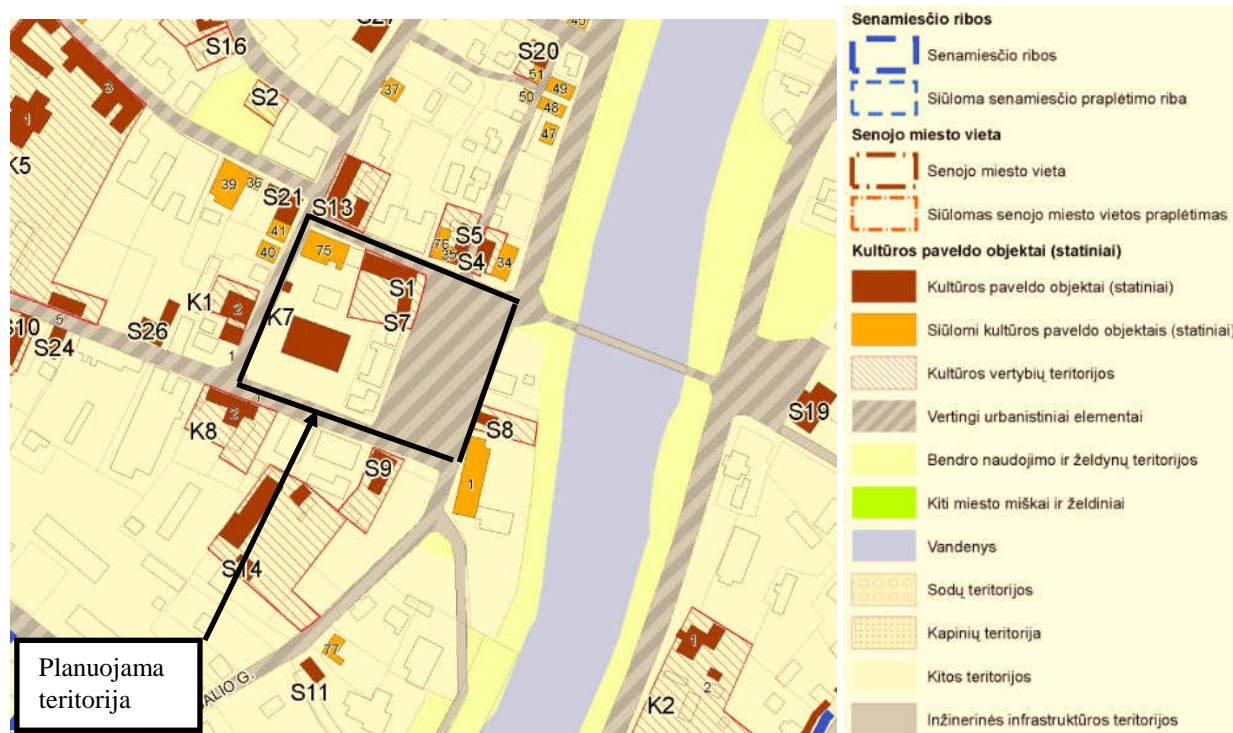 S27
S16
S20
45
51
49
50
48
47
37
3
S2
1
K5
39
36
S21
S13
41
40
75
76
35
S5
S4
34
S1
S7
K1
2
K7
5
S10
S24
S26
1
1
2
K8
S8
S9
1
S19
S14
77
S11
ALIO G.
1
2
K2
Planuojama
teritorija
Senamiesčio ribos
Senamiesčio ribos
Siūloma senamiesčio praplėtimo riba
Senojo miesto vieta
Senojo miesto vieta
Siūlomas senojo miesto vietos praplėtimas
Kultūros paveldo objektai (statiniai)
Kultūros paveldo objektai (statiniai)
Siūlomi kultūros paveldo objektais (statiniai)
Kultūros vertybių teritorijos
Vertingi urbanistiniai elementai
Bendro naudojimo ir želdynų teritorijos
Kiti miesto miškai ir želdiniai
Vandenys
Sodų teritorijos
Kapinių teritorija
Kitos teritorijos
Inžinerinės infrastruktūros teritorijos